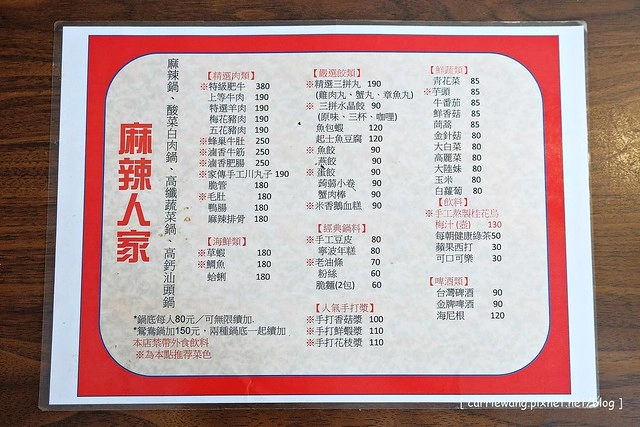 麻辣人家
麻辣鍋、酸菜白肉鍋、高纖蔬菜鍋、高鈣汕頭鍋
【精選肉類】
※特級肥牛 380
上等牛肉 190
特選羊肉 190
梅花豬肉 190
五花豬肉 190
※蜂巢牛肚 250
※滷香牛筋 250
※滷香肥腸 250
※家傳手工川丸子 190
脆管 180
※毛肚 180
鴨腸 180
麻辣排骨 180
【海鮮類】
※草蝦 180
※鯛魚 180
蛤蜊 180
*鍋底每人80元／可無限續加.
*鴛鴦鍋加150元，兩種鍋底一起續加
本店禁帶外食飲料
※為本點推荐菜色
【嚴選餃類】
※精選三拼丸 190
(雞肉丸、蟹丸、章魚丸)
※三拼水晶餃 90
(原味、三杯、咖哩)
魚包蝦 120
起士魚豆腐 120
※魚餃 90
燕餃 90
※蛋餃 90
蒟蒻小卷 90
蟹肉棒 90
※米香鵝血糕 90
【經典鍋料】
※手工豆皮 80
寧波年糕 80
※老油條 70
粉絲 60
脆麵(2包) 60
【人氣手打漿】
※手打香菇漿 100
※手打鮮蝦漿 110
※手打花枝漿 110
【鮮蔬類】
青花菜 85
※芋頭 85
牛番茄 85
鮮香菇 85
茼蒿 85
金針菇 80
大白菜 80
高麗菜 80
大陸妹 80
玉米 80
白蘿蔔 80
【飲料】
※手工熬製桂花烏
梅汁(壺) 130
每朝健康綠茶50
蘋果西打 30
可口可樂 30
【啤酒類】
台灣碑酒 90
金牌啤酒 90
海尼根 120
[ carriewang.pixnet.net/blog ]